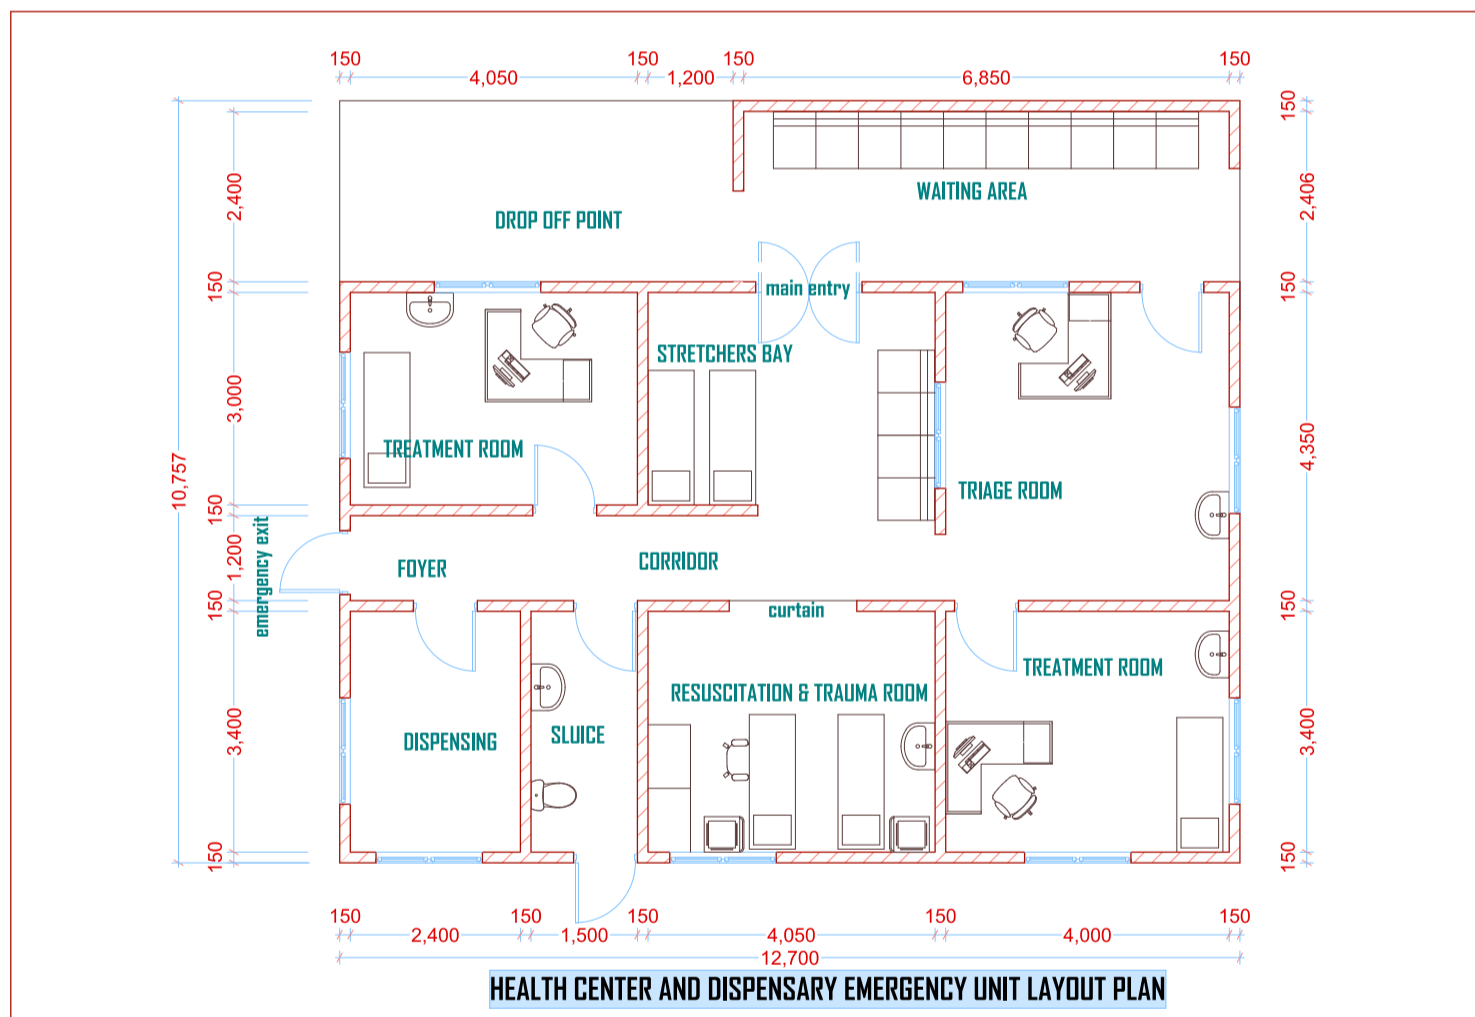 150 150 150 150
4,050 1,200 6,850
150
2,400
2,406
WAITING AREA
DROP OFF POINT
150
150
main entry
STRETCHERS BAY
3,000
TREATMENT ROOM
10,757
4,350
TRIAGE ROOM
150
emergency exit
1,200
FOYER
CORRIDOR
150
150
curtain
TREATMENT ROOM
RESUSCITATION & TRAUMA ROOM
3,400
DISPENSING
SLUICE
3,400
150
150
150 150 150 150 150
2,400 1,500 4,050 4,000
12,700
HEALTH CENTER AND DISPENSARY EMERGENCY UNIT LAYOUT PLAN